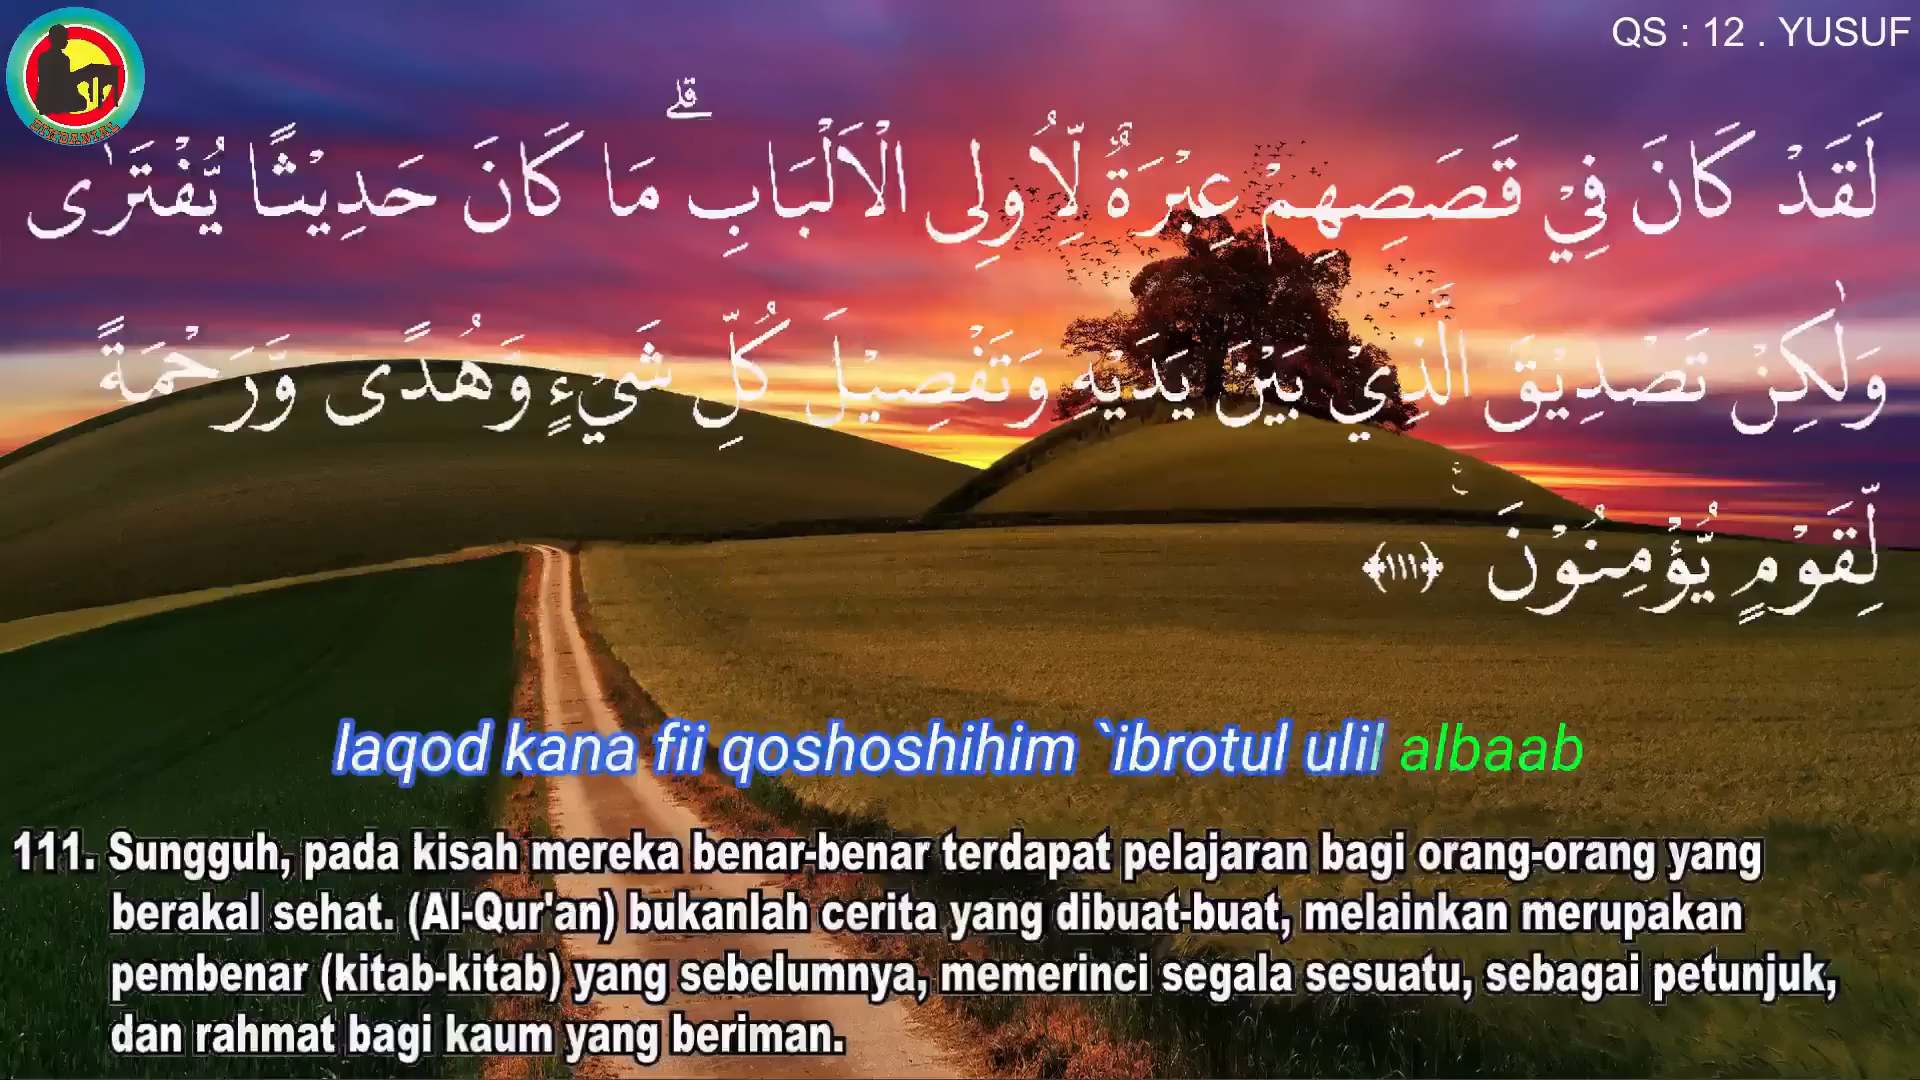 QS : 12 . YUSUF
DIMDANIAL
لَقَدْ كَانَ فِيْ قَصَصِهِمْ عِبْرَةٌ لِّاُولِى الْاَلْبَابِۗ مَا كَانَ حَدِيْثًا يُّفْتَرٰى
وَلٰكِنْ تَصْدِيْقَ الَّذِيْ بَيْنَ يَدَيْهِ وَتَفْصِيْلَ كُلِّ شَيْءٍ وَّهُدًى وَّرَحْمَةً
لِّقَوْمٍ يُّؤْمِنُوْنَ ࣖ ﴿١١١﴾
laqod kana fii qoshoshihim `ibrotul ulil albaab
111. Sungguh, pada kisah mereka benar-benar terdapat pelajaran bagi orang-orang yang
berakal sehat. (Al-Qur'an) bukanlah cerita yang dibuat-buat, melainkan merupakan
pembenar (kitab-kitab) yang sebelumnya, memerinci segala sesuatu, sebagai petunjuk,
dan rahmat bagi kaum yang beriman.